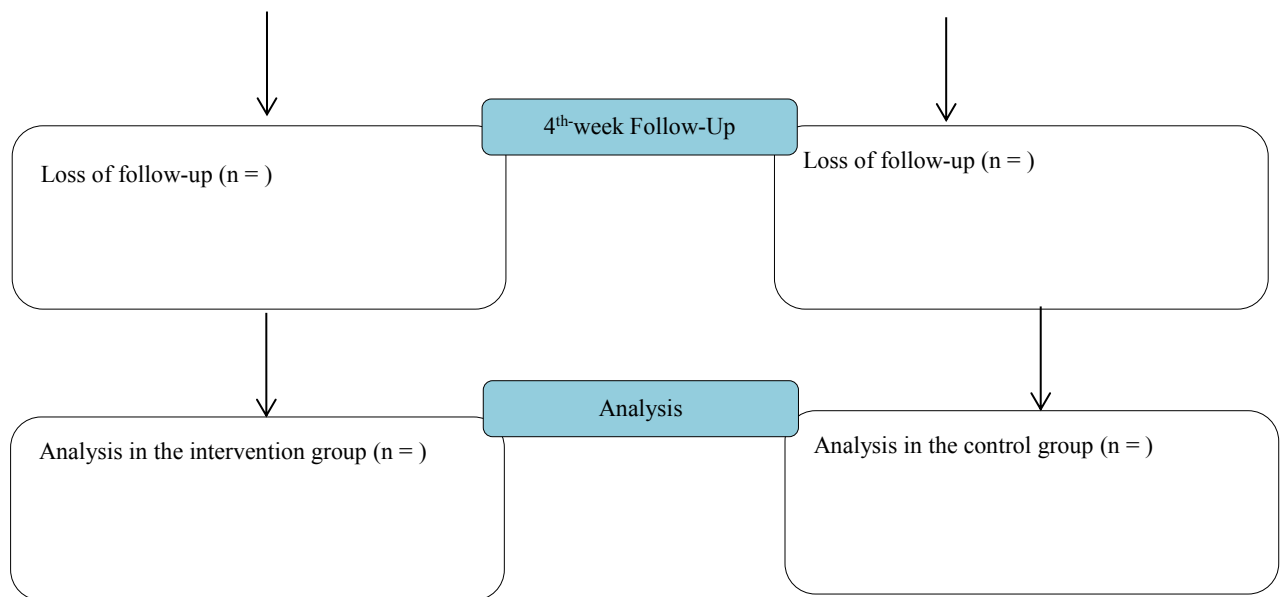 4th-week Follow-Up
Loss of follow-up (n = )
Loss of follow-up (n = )
Analysis
Analysis in the intervention group (n = )
Analysis in the control group (n = )